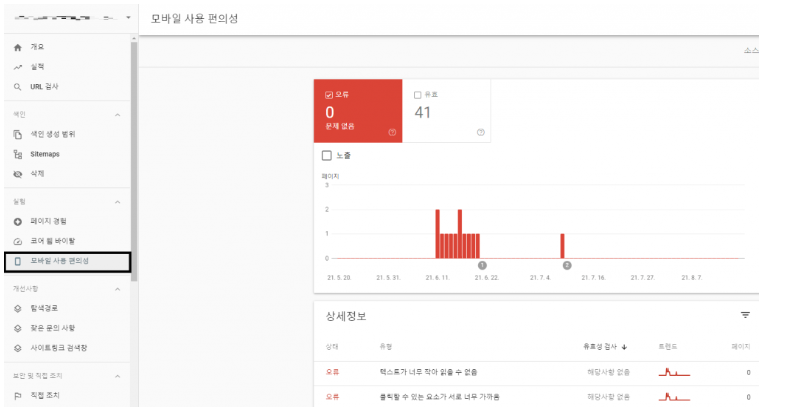 모바일 사용 편의성
개요
실적
URL 검사
소스
색인
색인 생성 범위
Sitemaps
삭제
실험
페이지 경험
코어 웹 바이탈
모바일 사용 편의성
개선사항
탐색경로
잦은 문의 사항
사이트링크 검색창
보안 및 직접 조치
직접 조치
오류
0
문제 없음
유효
41
노출
페이지
3
2
1
0
1
2
21. 5. 20.
21. 5. 31.
21. 6. 11.
21. 6. 22.
21. 7. 4.
21. 7. 16.
21. 7. 27.
21. 8. 7.
상세정보
상태 유형 유효성 검사 ↓ 트렌드 페이지
오류 텍스트가 너무 작아 읽을 수 없음 해당사항 없음 0
오류 클릭할 수 있는 요소가 서로 너무 가까움 해당사항 없음 0